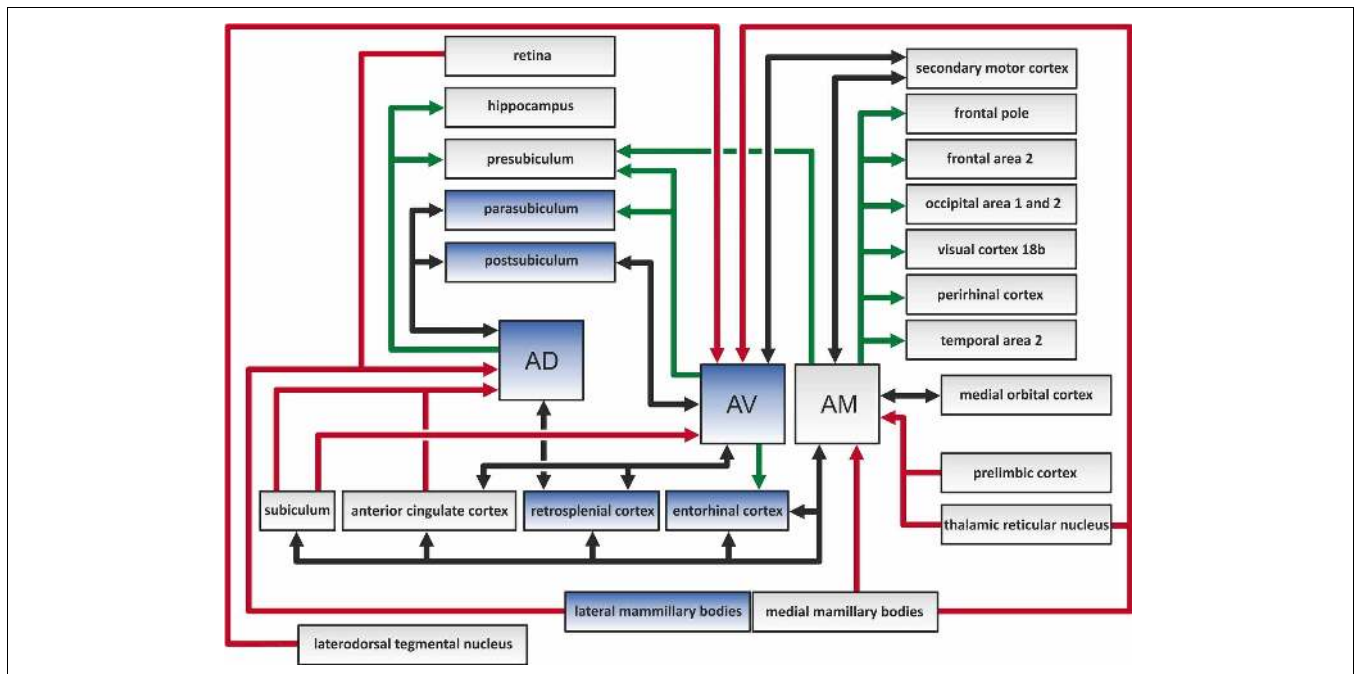 retina
hippocampus
presubiculum
parasubiculum
postsubiculum
secondary motor cortex
frontal pole
frontal area 2
occipital area 1 and 2
visual cortex 18b
perirhinal cortex
temporal area 2
AD
AV
AM
medial orbital cortex
prelimbic cortex
thalamic reticular nucleus
subiculum
anterior cingulate cortex
retrosplenial cortex
entorhinal cortex
lateral mammillary bodies
medial mamillary bodies
laterodorsal tegmental nucleus